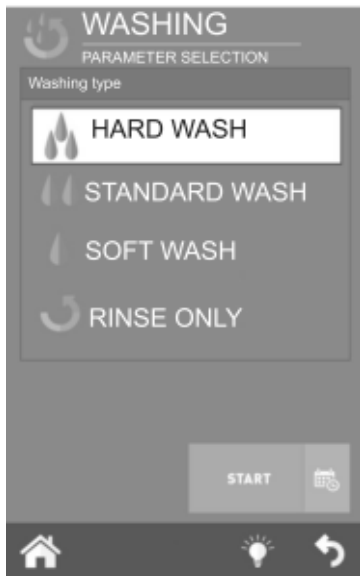 WASHING
PARAMETER SELECTION
Washing type
HARD WASH
STANDARD WASH
SOFT WASH
RINSE ONLY
START